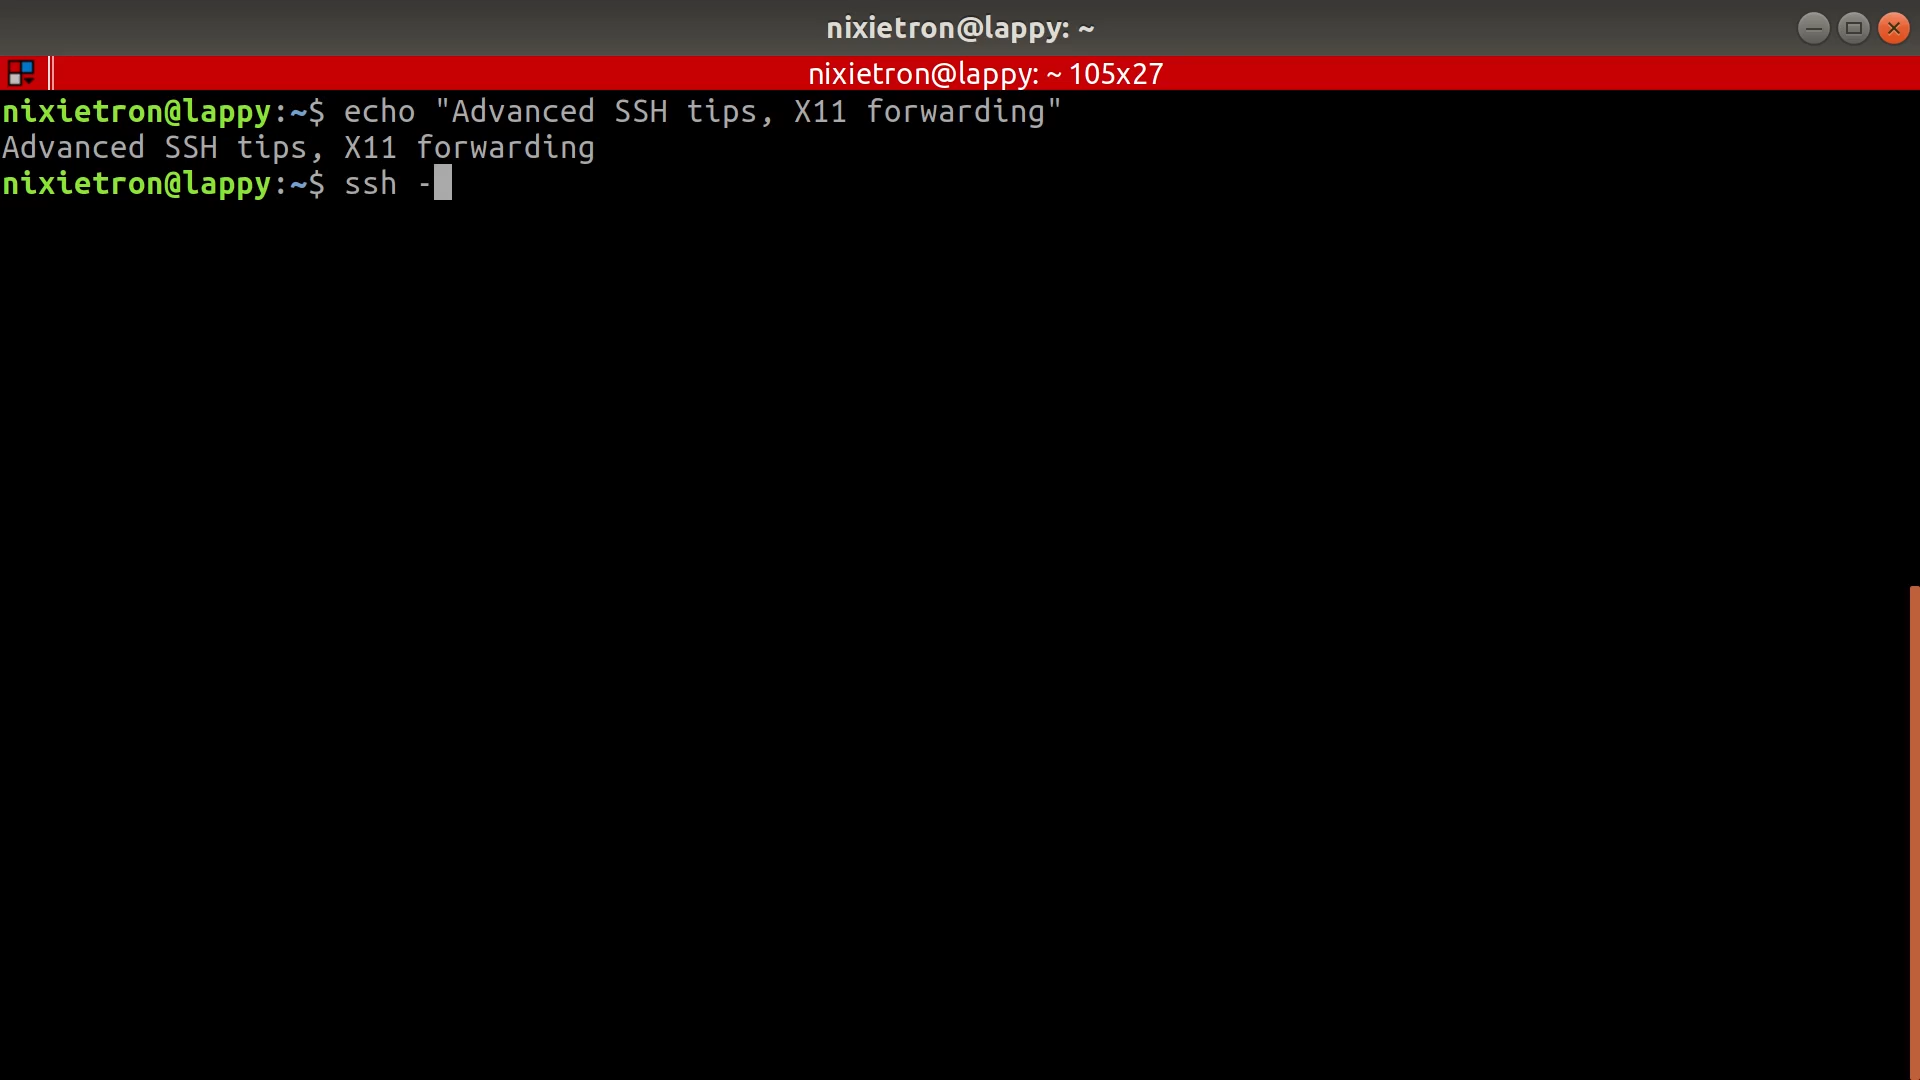 nixietron@lappy: ~
nixietron@lappy: ~ 105x27
nixietron@lappy:~$ echo "Advanced SSH tips, X11 forwarding"
Advanced SSH tips, X11 forwarding
nixietron@lappy:~$ ssh -